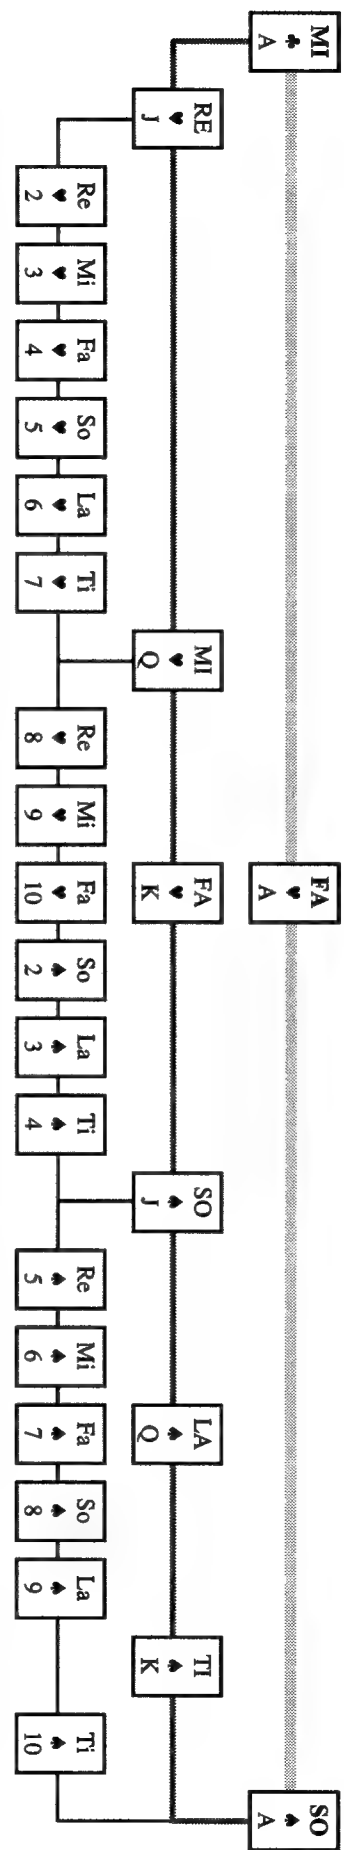 MI FA SO
♣ ♥ ♠
A A A
RE MI FA SO LA TI
♥ ♥ ♥ ♠ ♠ ♠
J Q K J Q K
Re Mi Fa So La Ti Re Mi Fa So La Ti Re Mi Fa So La Ti
♥ ♥ ♥ ♥ ♥ ♥ ♥ ♥ ♥ ♠ ♠ ♠ ♠ ♠ ♠ ♠ ♠ ♠
2 3 4 5 6 7 8 9 10 2 3 4 5 6 7 8 9 10